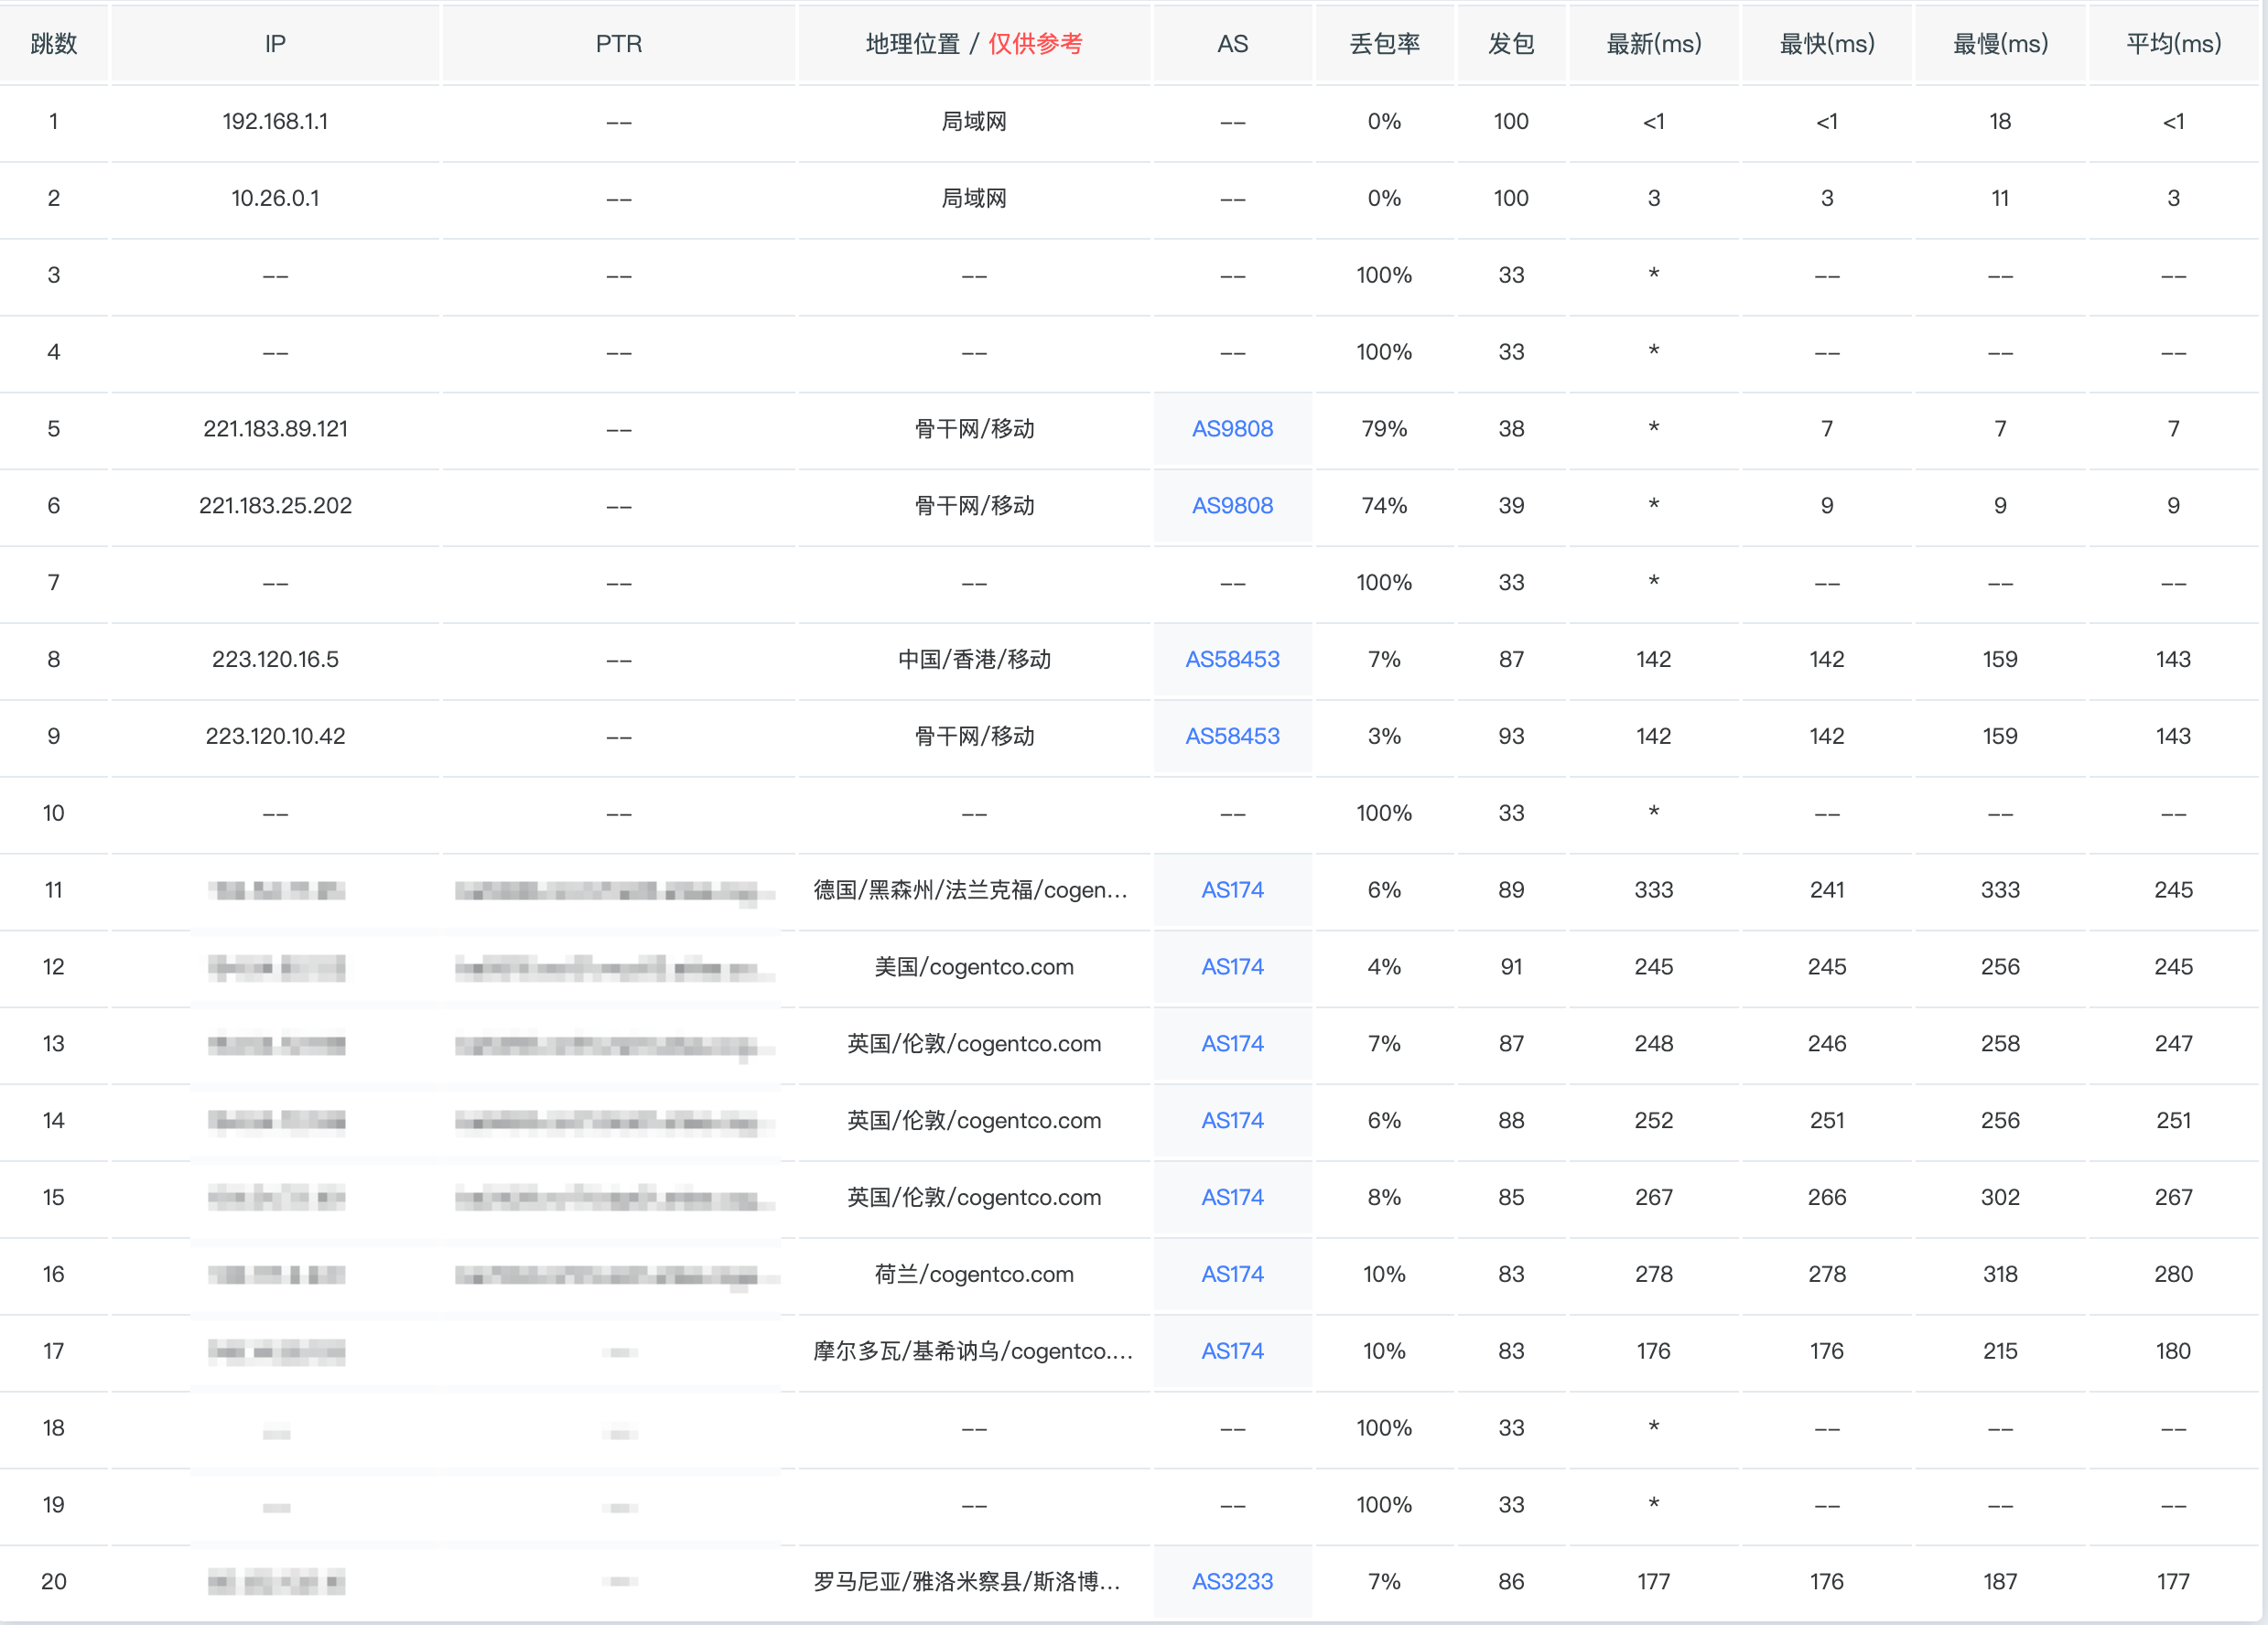 跳数 IP PTR 地理位置 / 仅供参考 AS 丢包率 发包 最新(ms) 最快(ms) 最慢(ms) 平均(ms)
1 192.168.1.1 -- 局域网 -- 0% 100 <1 <1 18 <1
2 10.26.0.1 -- 局域网 -- 0% 100 3 3 11 3
3 -- -- -- -- 100% 33 * -- -- --
4 -- -- -- -- 100% 33 * -- -- --
5 221.183.89.121 -- 骨干网/移动 AS9808 79% 38 * 7 7 7
6 221.183.25.202 -- 骨干网/移动 AS9808 74% 39 * 9 9 9
7 -- -- -- -- 100% 33 * -- -- --
8 223.120.16.5 -- 中国/香港/移动 AS58453 7% 87 142 142 159 143
9 223.120.10.42 -- 骨干网/移动 AS58453 3% 93 142 142 159 143
10 -- -- -- -- 100% 33 * -- -- --
11 德国/黑森州/法兰克福/cogen... AS174 6% 89 333 241 333 245
12 美国/cogentco.com AS174 4% 91 245 245 256 245
13 英国/伦敦/cogentco.com AS174 7% 87 248 246 258 247
14 英国/伦敦/cogentco.com AS174 6% 88 252 251 256 251
15 英国/伦敦/cogentco.com AS174 8% 85 267 266 302 267
16 荷兰/cogentco.com AS174 10% 83 278 278 318 280
17 摩尔多瓦/基希讷乌/cogentco.... AS174 10% 83 176 176 215 180
18 -- -- 100% 33 * -- -- --
19 -- -- 100% 33 * -- -- --
20 罗马尼亚/雅洛米察县/斯洛博... AS3233 7% 86 177 176 187 177